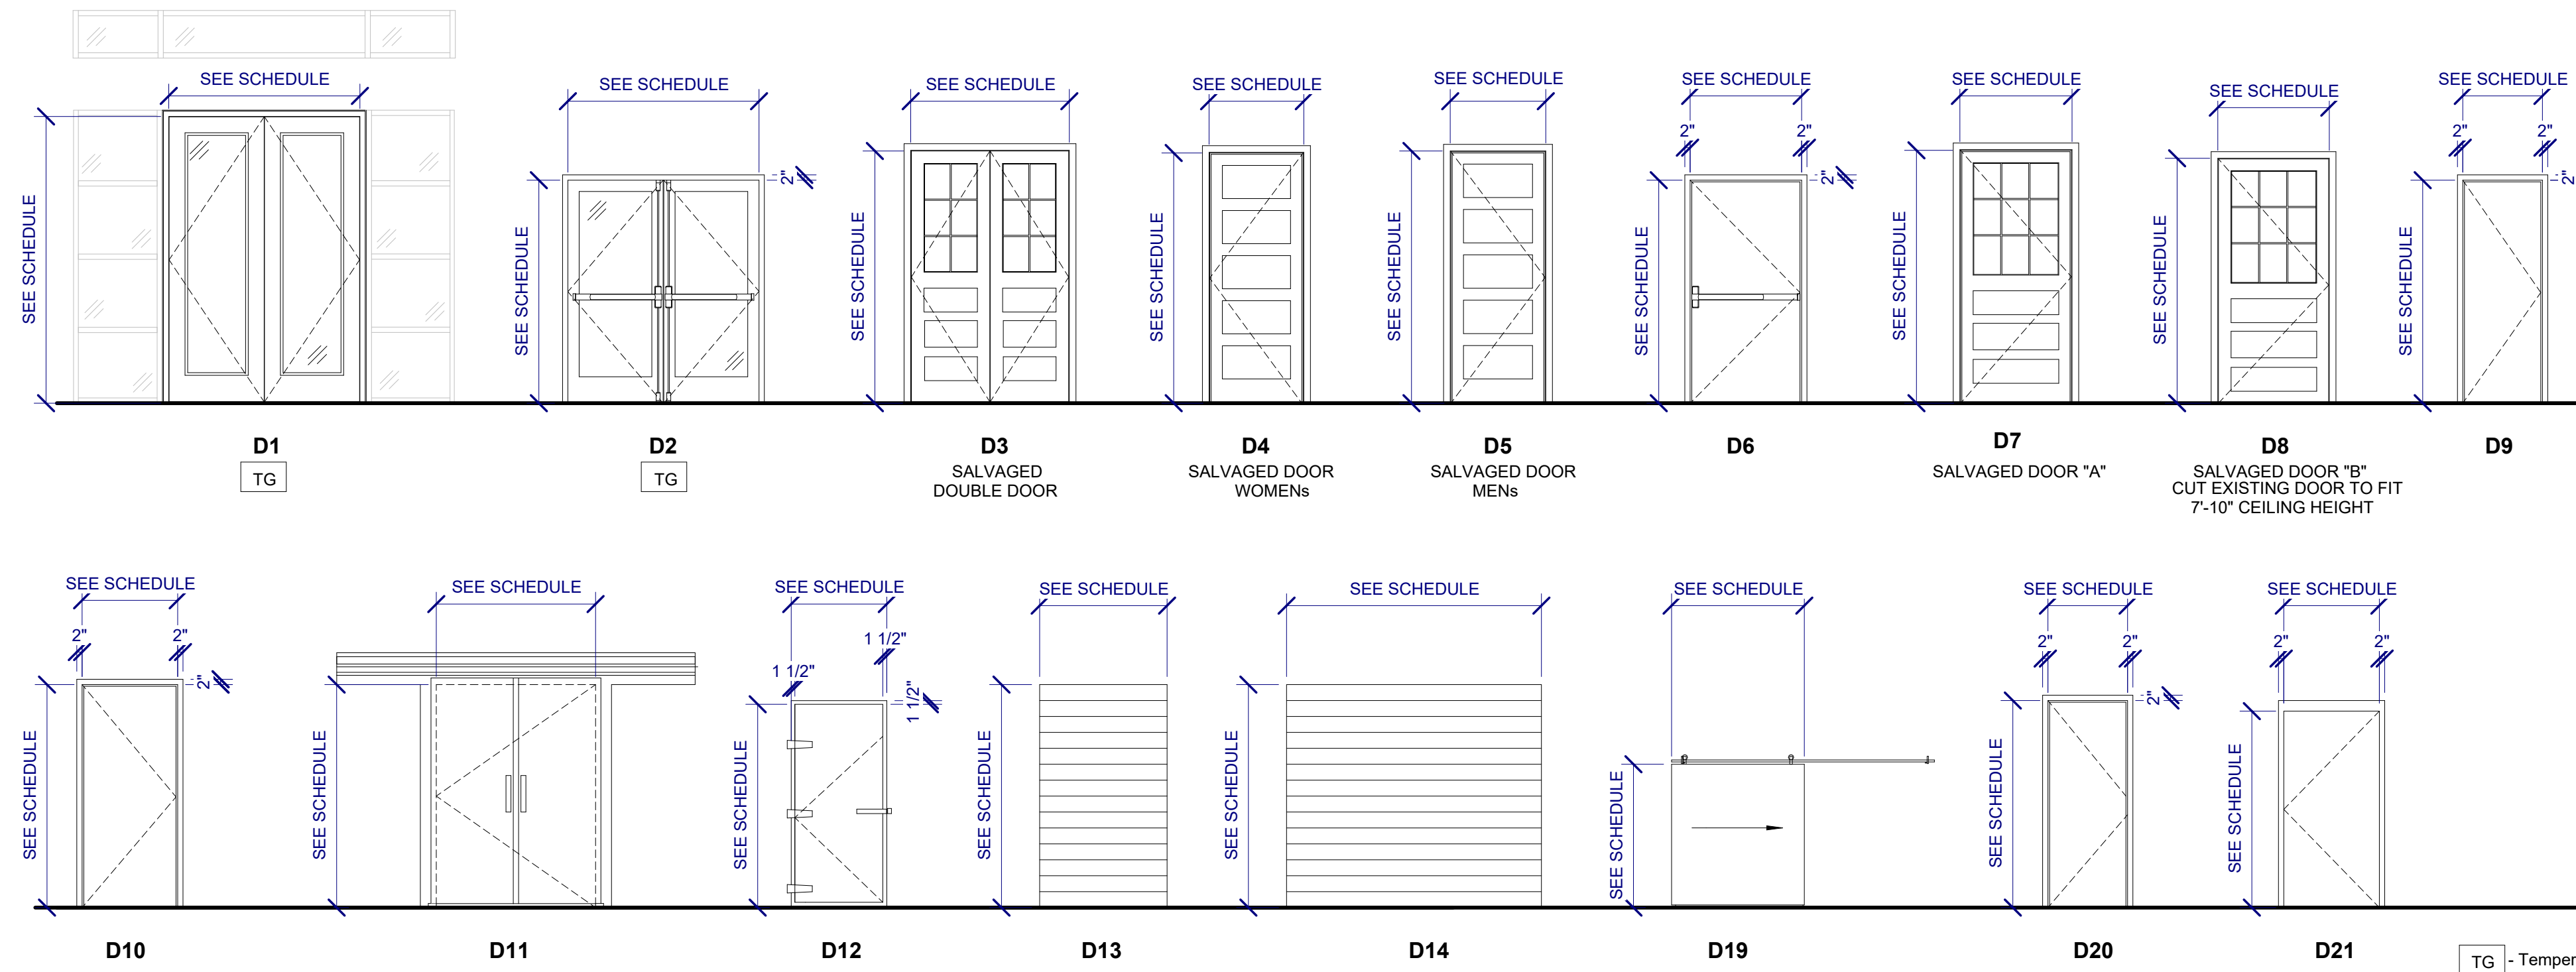 SEE SCHEDULE
SEE SCHEDULE
D1
TG
SEE SCHEDULE
2"
SEE SCHEDULE
D2
TG
SEE SCHEDULE
SEE SCHEDULE
D3
SALVAGED
DOUBLE DOOR
SEE SCHEDULE
SEE SCHEDULE
D4
SALVAGED DOOR
WOMENs
SEE SCHEDULE
SEE SCHEDULE
D5
SALVAGED DOOR
MENs
SEE SCHEDULE
2"
2"
2"
SEE SCHEDULE
D6
SEE SCHEDULE
SEE SCHEDULE
D7
SALVAGED DOOR "A"
SEE SCHEDULE
SEE SCHEDULE
D8
SALVAGED DOOR "B"
CUT EXISTING DOOR TO FIT
7'-10" CEILING HEIGHT
SEE SCHEDULE
2"
2"
2"
SEE SCHEDULE
D9
SEE SCHEDULE
2"
2"
2"
SEE SCHEDULE
D10
SEE SCHEDULE
SEE SCHEDULE
D11
SEE SCHEDULE
1 1/2"
1 1/2"
1 1/2"
SEE SCHEDULE
D12
SEE SCHEDULE
SEE SCHEDULE
D13
SEE SCHEDULE
SEE SCHEDULE
D14
SEE SCHEDULE
SEE SCHEDULE
D19
SEE SCHEDULE
2"
2"
2"
SEE SCHEDULE
D20
SEE SCHEDULE
2"
2"
SEE SCHEDULE
D21
TG - Temper